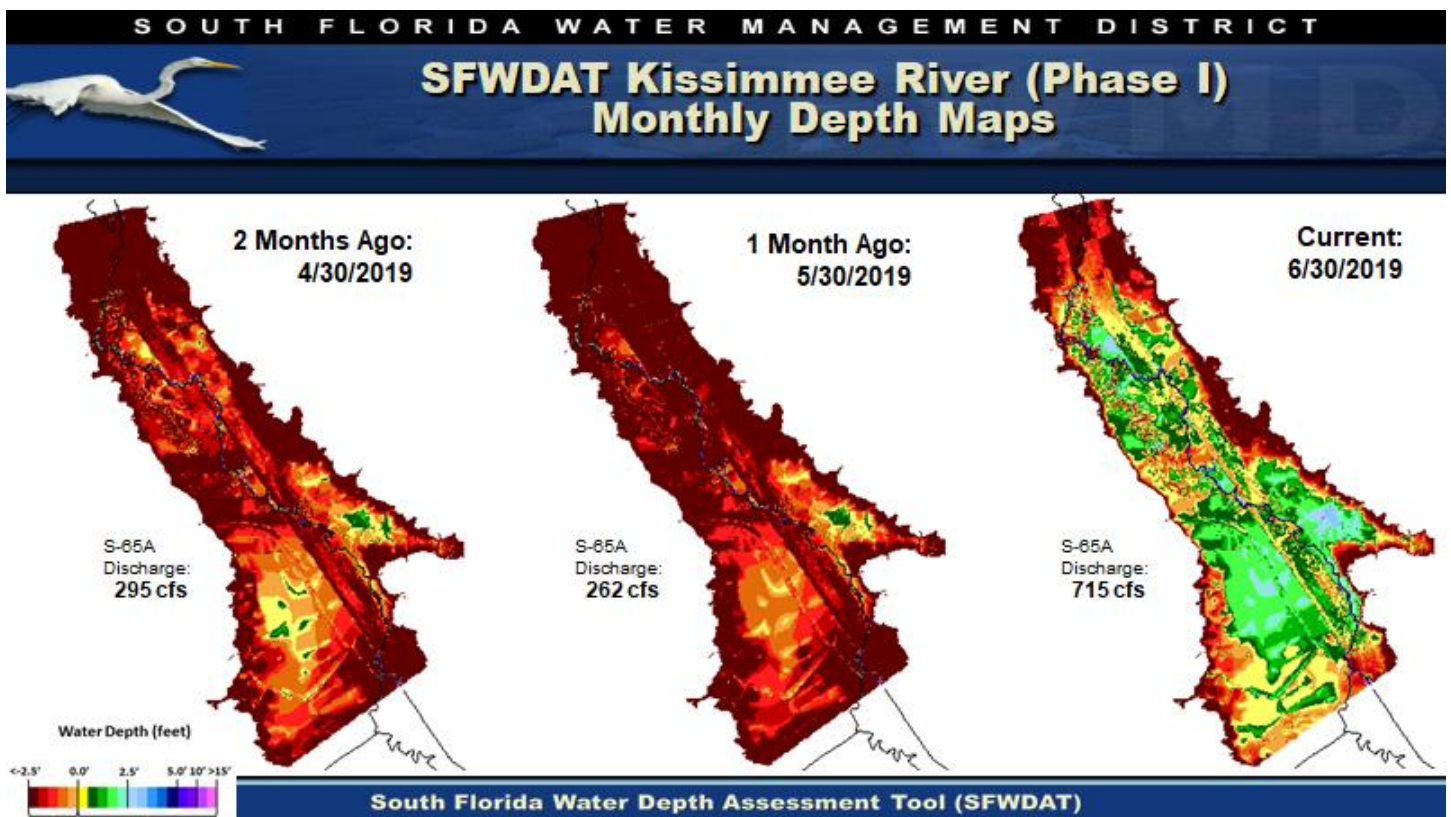 SOUTH FLORIDA WATER MANAGEMENT DISTRICT
SFWDAT Kissimmee River (Phase I)
Monthly Depth Maps
2 Months Ago:
4/30/2019
1 Month Ago:
5/30/2019
Current:
6/30/2019
S-65A
Discharge:
295 cfs
S-65A
Discharge:
262 cfs
S-65A
Discharge:
715 cfs
Water Depth (feet)
<-2.5' 0.0' 2.5' 5.0' 10' >15'
South Florida Water Depth Assessment Tool (SFWDAT)